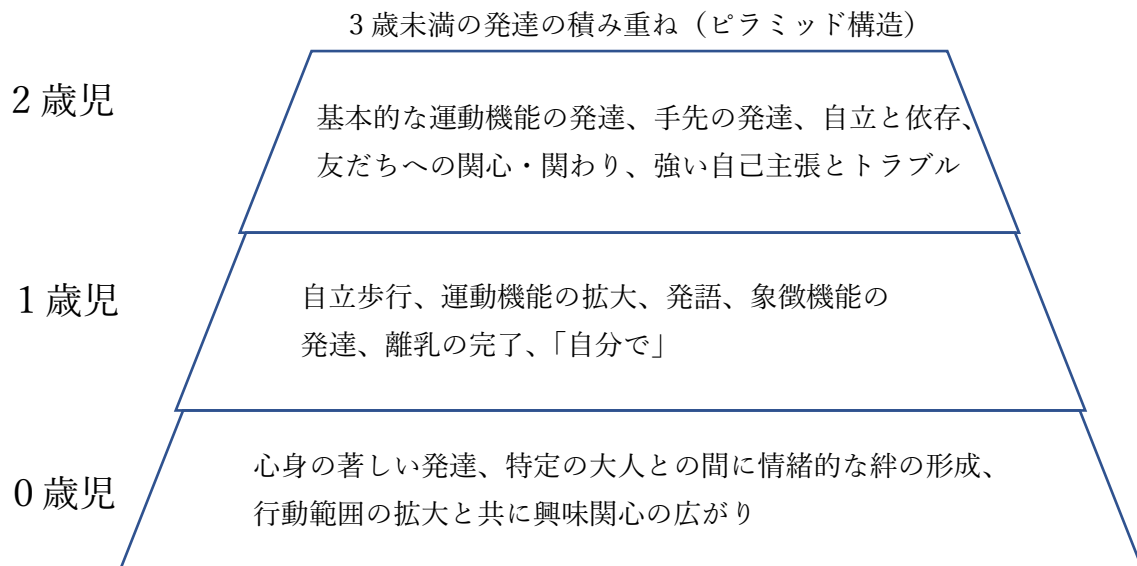 3歳未満の発達の積み重ね（ピラミッド構造）
2歳児
基本的な運動機能の発達、手先の発達、自立と依存、
友だちへの関心・関わり、強い自己主張とトラブル
1歳児
自立歩行、運動機能の拡大、発語、象徴機能の
発達、離乳の完了、「自分で」
0歳児
心身の著しい発達、特定の大人との間に情緒的な絆の形成、
行動範囲の拡大と共に興味関心の広がり